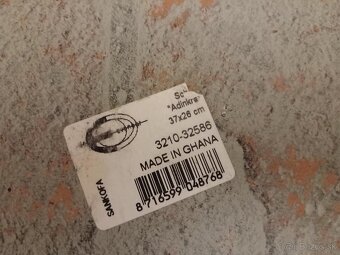 "Adinkra"
37x26 cm
3210-32586
MADE IN GHANA
8 716599 048768
SANKOFA